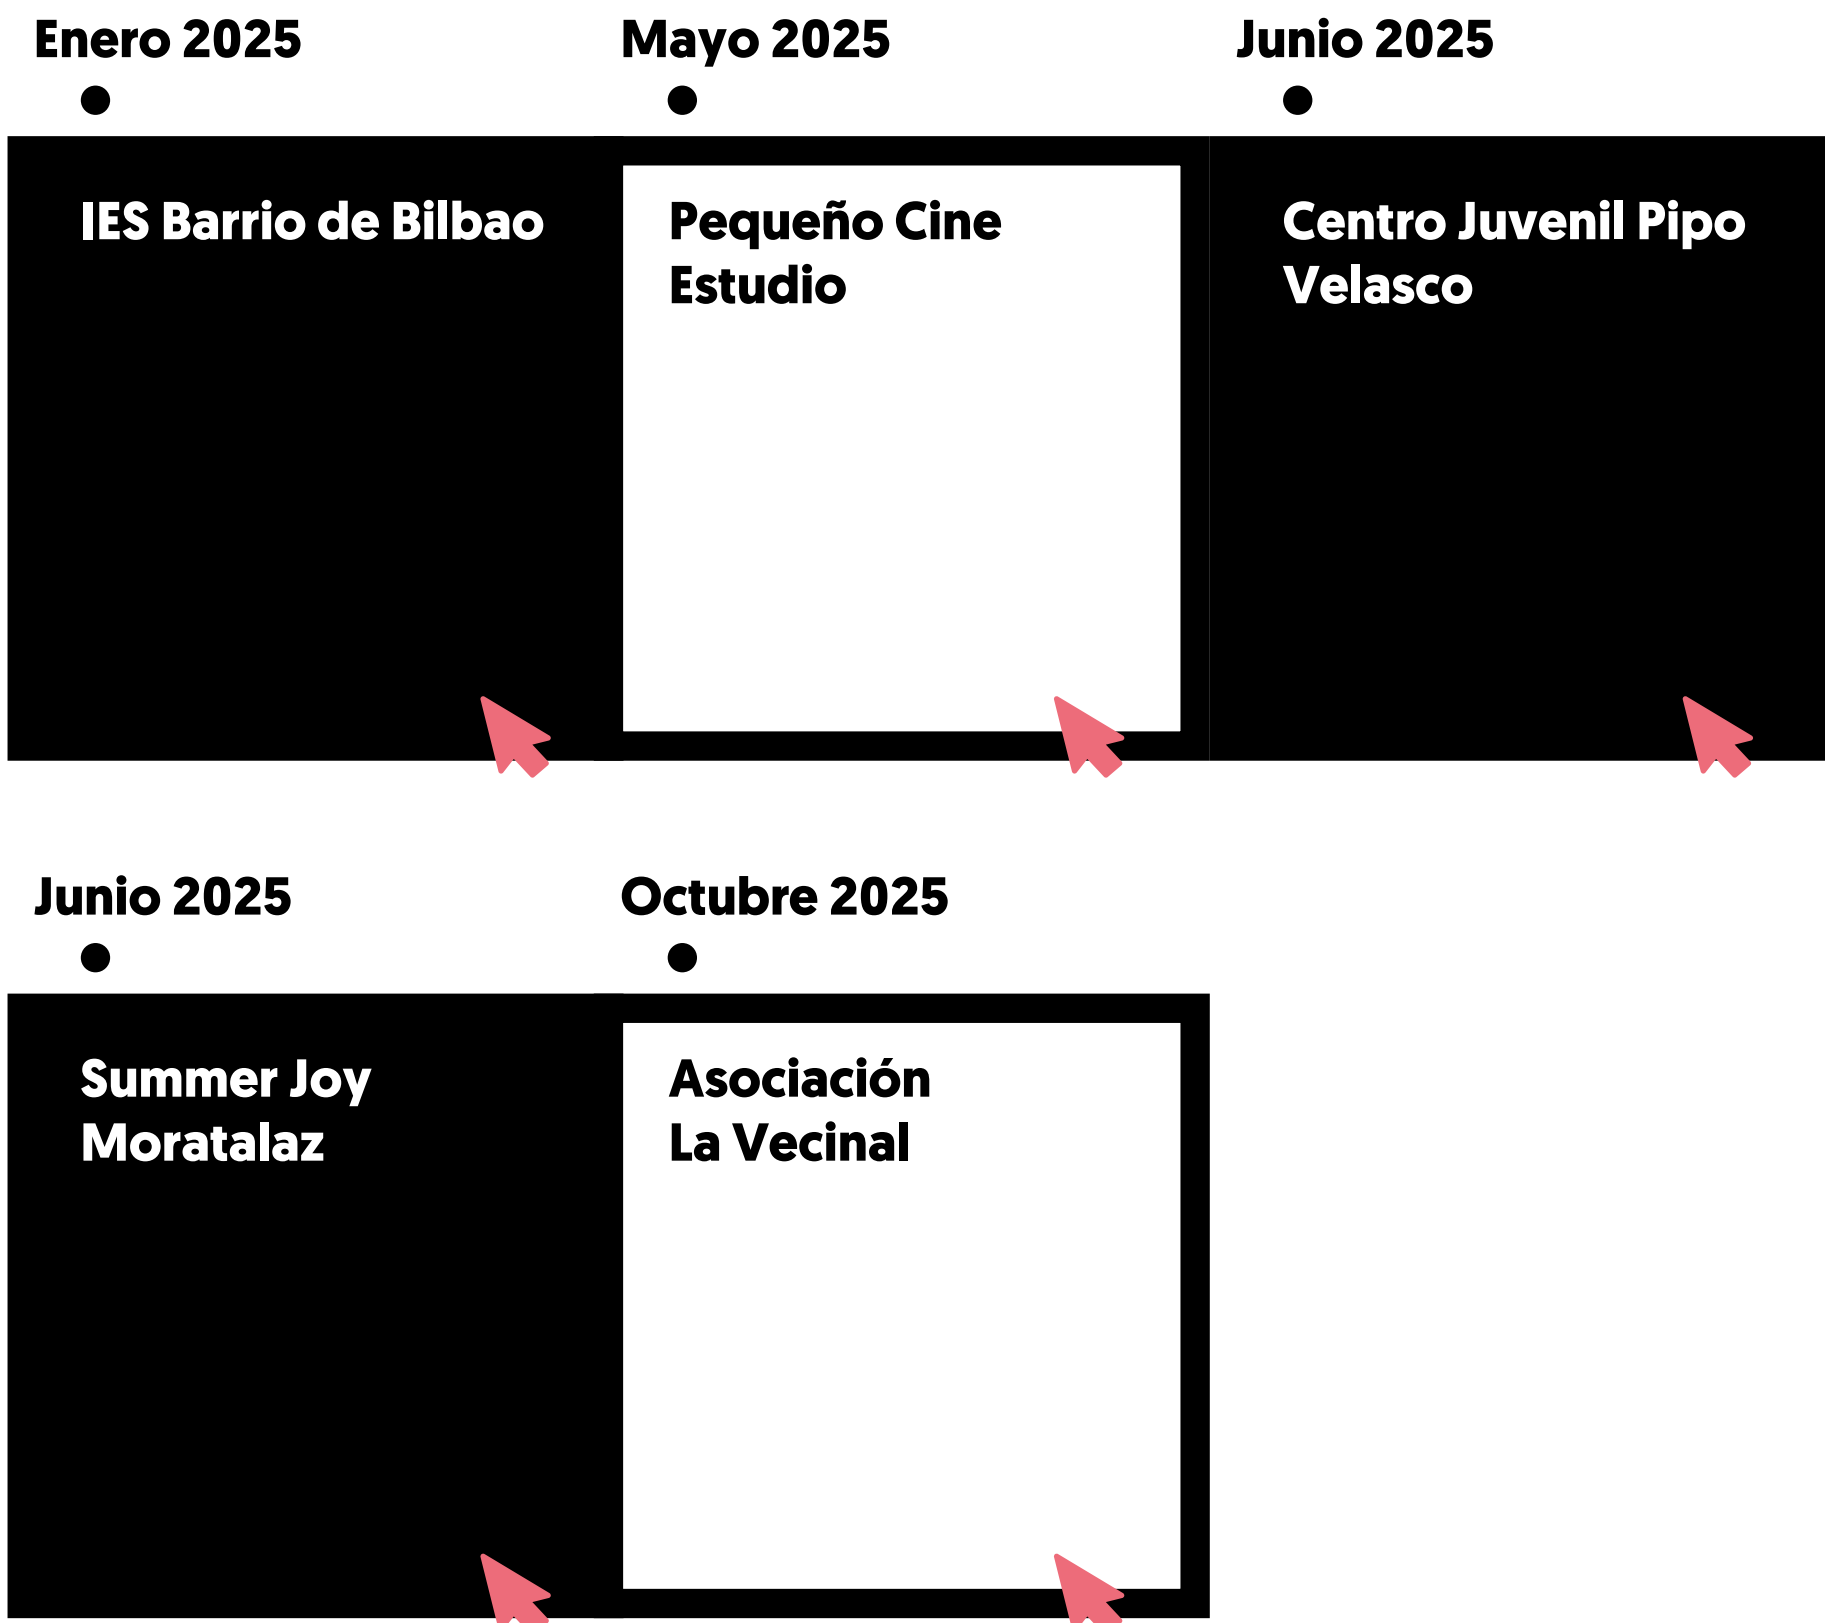 Enero 2025
Mayo 2025
Junio 2025
IES Barrio de Bilbao
Pequeño Cine
Estudio
Centro Juvenil Pipo
Velasco
Junio 2025
Octubre 2025
Summer Joy
Moratalaz
Asociación
La Vecinal